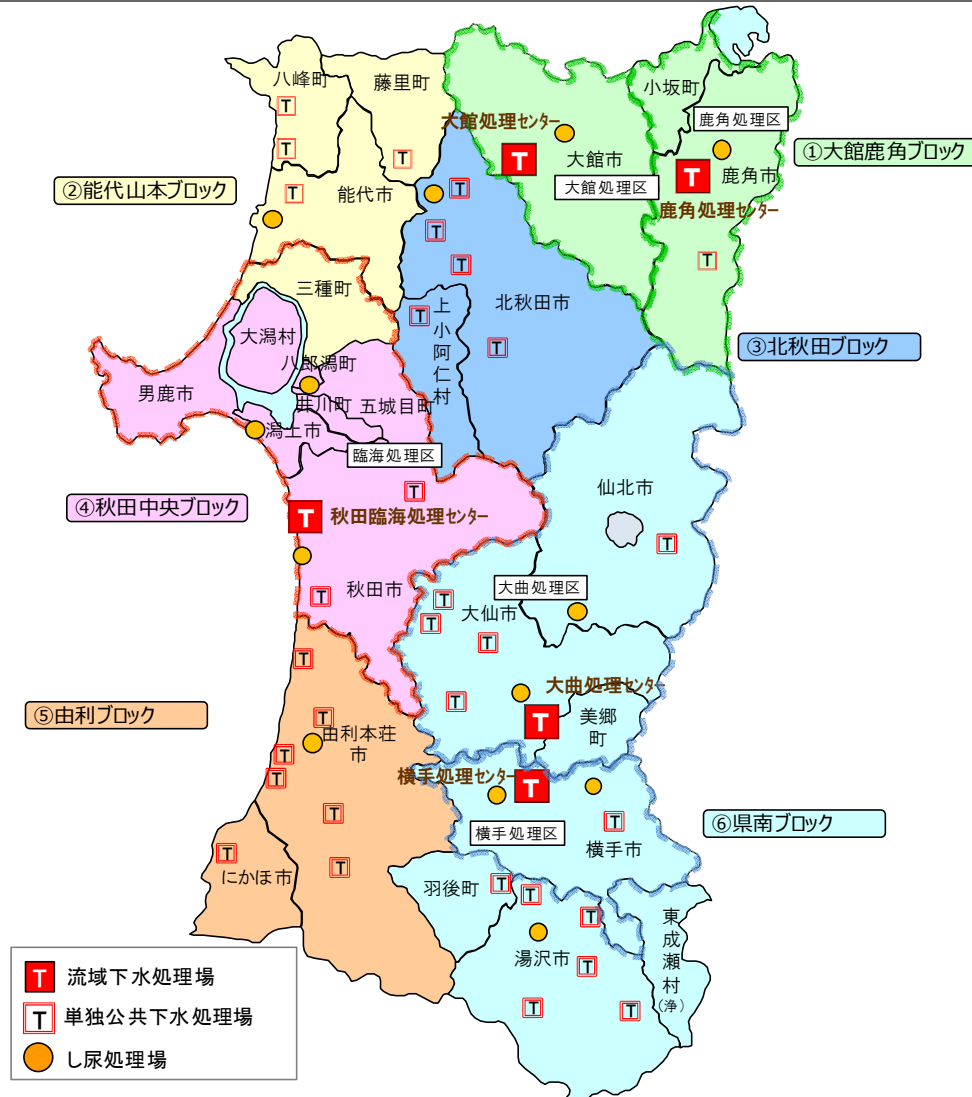 八峰町
藤里町
小坂町
大館処理センター
鹿角処理区
T
T
大館市
T
①大館鹿角ブロック
T
T
鹿角市
②能代山本ブロック
T
能代市
T
大館処理区
鹿角処理センター
T
T
T
三種町
上小阿仁村
北秋田市
大潟村
T
T
③北秋田ブロック
八郎潟町
男鹿市
井川町
五城目町
潟上市
臨海処理区
仙北市
④秋田中央ブロック
T
T
秋田臨海処理センター
T
大曲処理区
秋田市
T
T
大仙市
T
T
T
大曲処理センター
T
⑤由利ブロック
T
T
美郷町
由利本荘市
T
T
横手処理センター
T
T
横手処理区
T
⑥県南ブロック
横手市
T
にかほ市
T
羽後町
T
T
T
東成瀬村
(浄)
湯沢市
T
T
T
T 流域下水処理場
T 単独公共下水処理場
し尿処理場